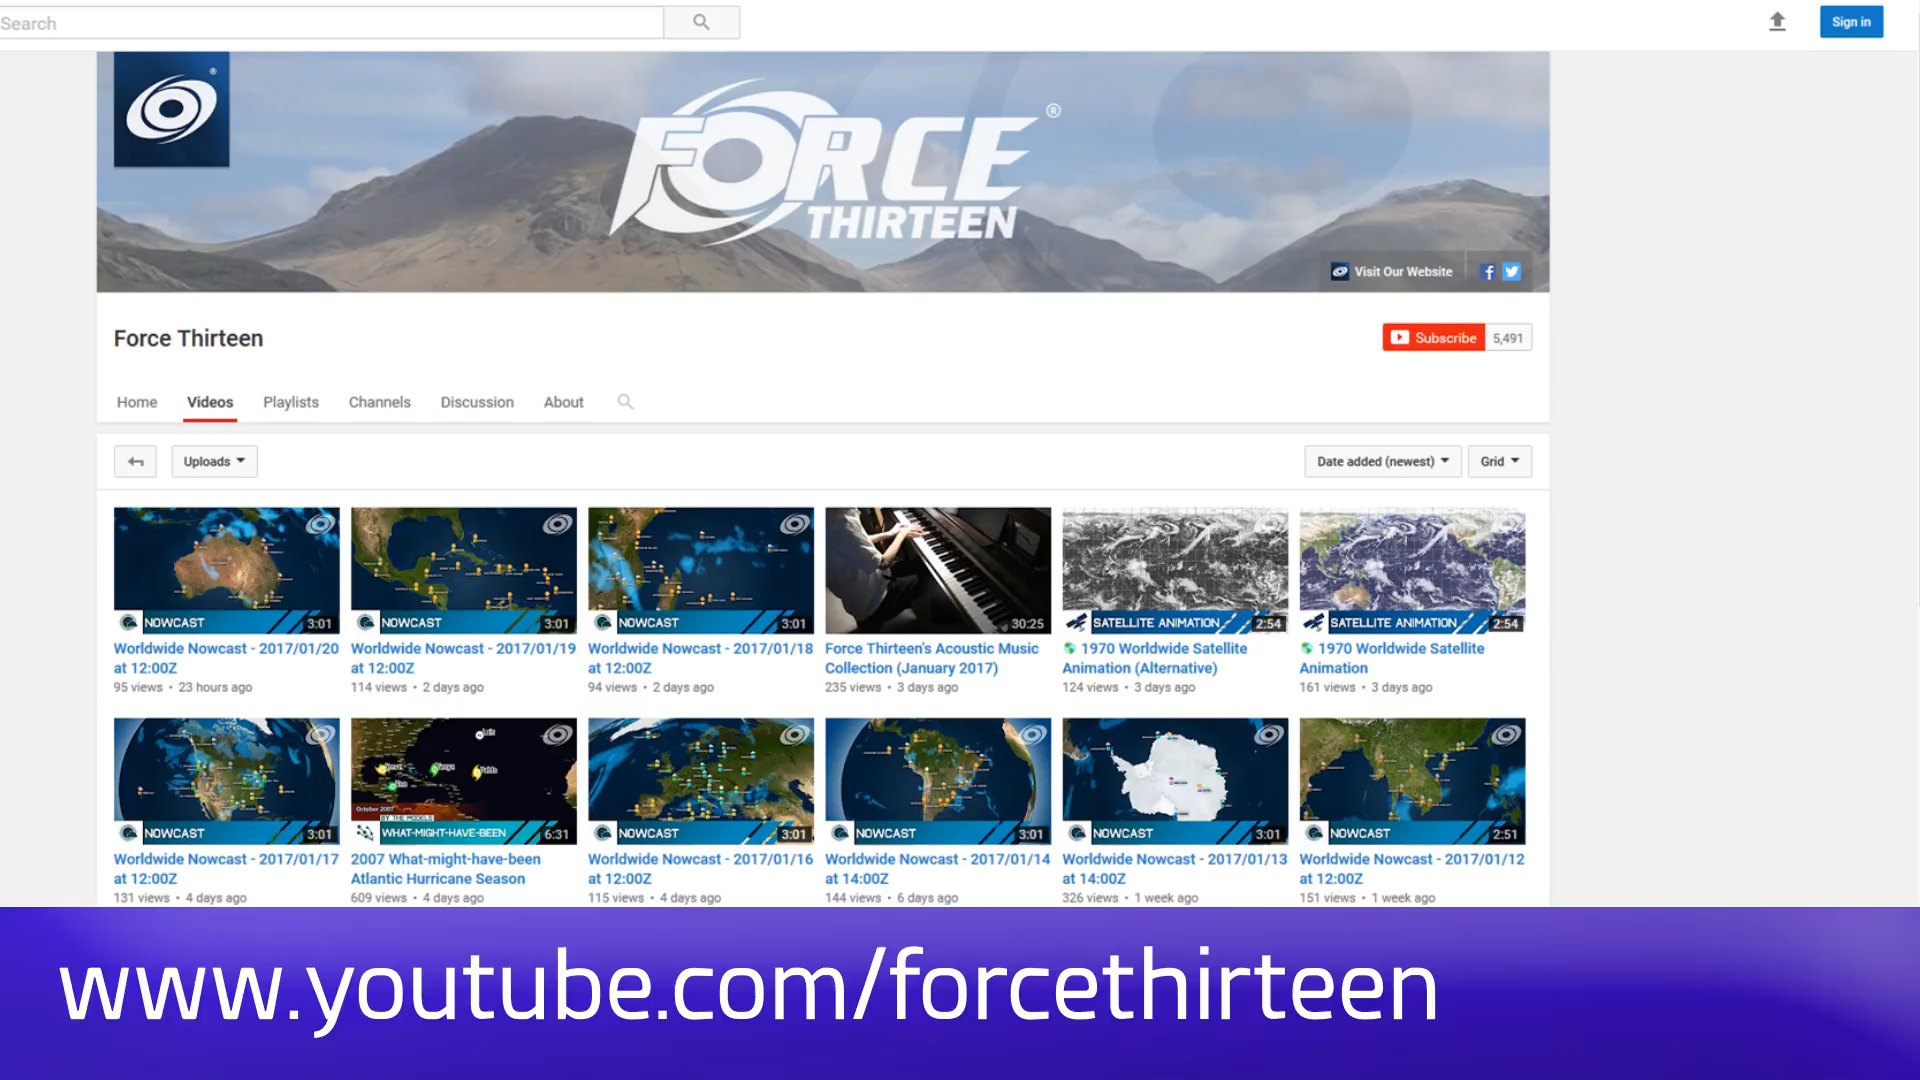 Search
Sign in
FORCE ®
THIRTEEN
Visit Our Website
Force Thirteen
Subscribe 5,491
Home Videos Playlists Channels Discussion About
Uploads
Date added (newest) Grid
NOWCAST 3:01
NOWCAST 3:01
NOWCAST 3:01
30:25
SATELLITE ANIMATION 2:54
SATELLITE ANIMATION 2:54
Worldwide Nowcast - 2017/01/20
at 12:00Z
95 views • 23 hours ago
Worldwide Nowcast - 2017/01/19
at 12:00Z
114 views • 2 days ago
Worldwide Nowcast - 2017/01/18
at 12:00Z
94 views • 2 days ago
Force Thirteen's Acoustic Music
Collection (January 2017)
235 views • 3 days ago
1970 Worldwide Satellite
Animation (Alternative)
124 views • 3 days ago
1970 Worldwide Satellite
Animation
161 views • 3 days ago
NOWCAST 3:01
October 2007
BY THE MODELS
WHAT-MIGHT-HAVE-BEEN 6:31
NOWCAST 3:01
NOWCAST 3:01
NOWCAST 3:01
NOWCAST 2:51
Worldwide Nowcast - 2017/01/17
at 12:00Z
131 views • 4 days ago
2007 What-might-have-been
Atlantic Hurricane Season
609 views • 4 days ago
Worldwide Nowcast - 2017/01/16
at 12:00Z
115 views • 4 days ago
Worldwide Nowcast - 2017/01/14
at 14:00Z
144 views • 6 days ago
Worldwide Nowcast - 2017/01/13
at 14:00Z
326 views • 1 week ago
Worldwide Nowcast - 2017/01/12
at 12:00Z
151 views • 1 week ago
www.youtube.com/forcethirteen